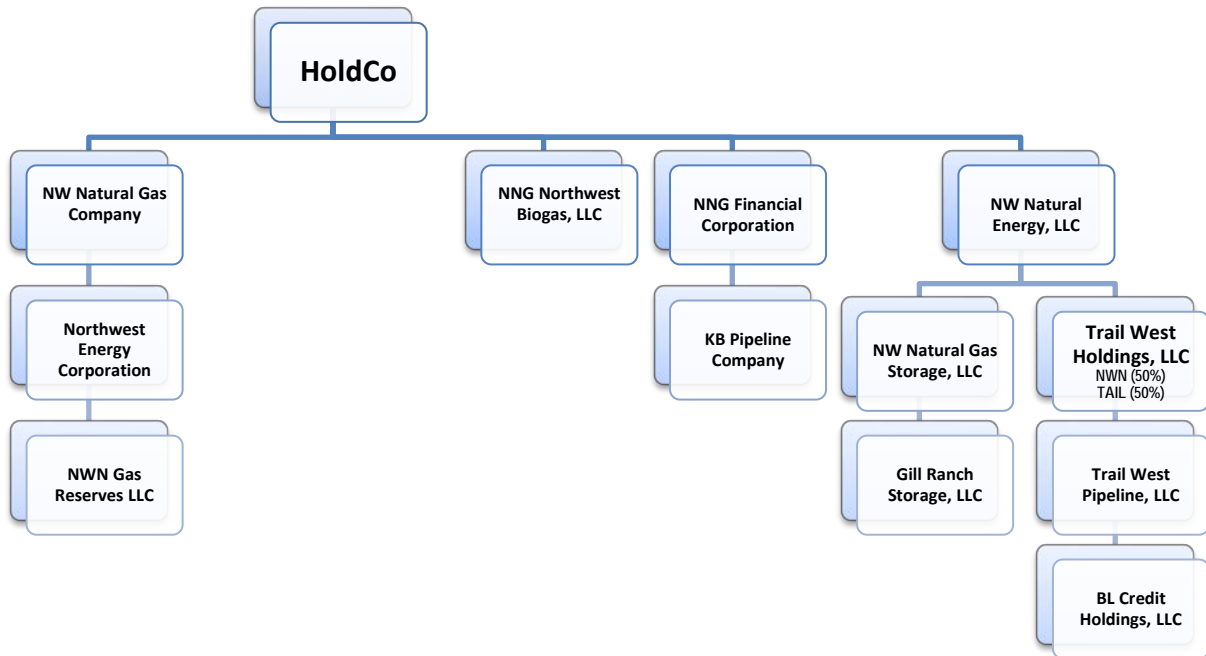 HoldCo
NW Natural Gas
Company
NNG Northwest
Biogas, LLC
NNG Financial
Corporation
NW Natural
Energy, LLC
Northwest
Energy
Corporation
KB Pipeline
Company
NW Natural Gas
Storage, LLC
Trail West
Holdings, LLC
NWN (50%)
TAIL (50%)
NWN Gas
Reserves LLC
Gill Ranch
Storage, LLC
Trail West
Pipeline, LLC
BL Credit
Holdings, LLC